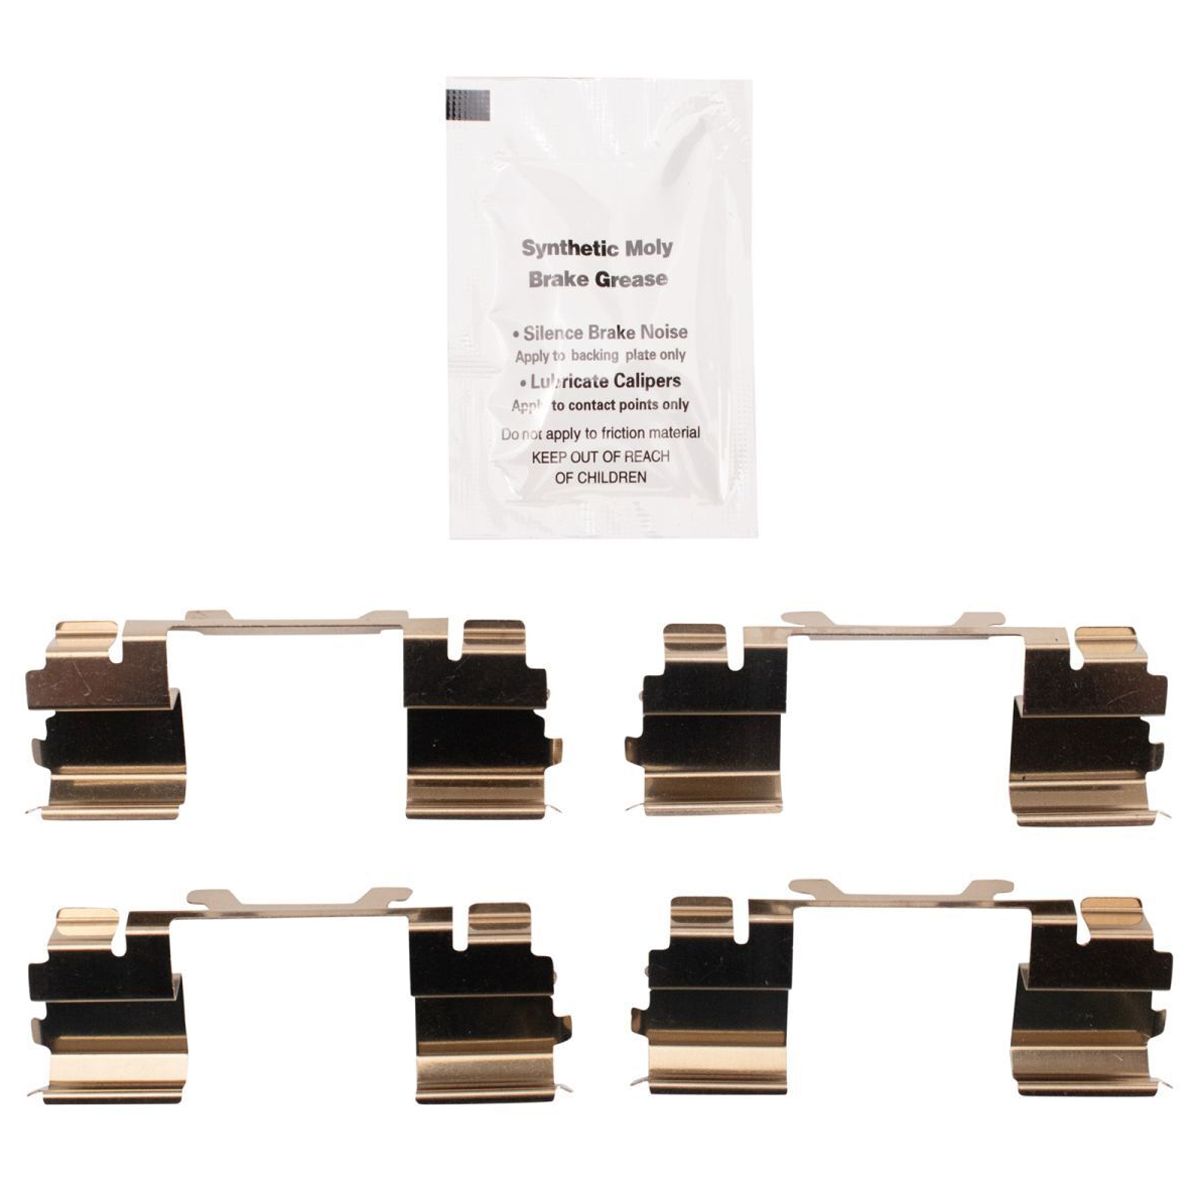 Synthetic Moly
Brake Grease
• Silence Brake Noise
Apply to backing plate only
• Lubricate Calipers
Apply to contact points only
Do not apply to friction material
KEEP OUT OF REACH
OF CHILDREN